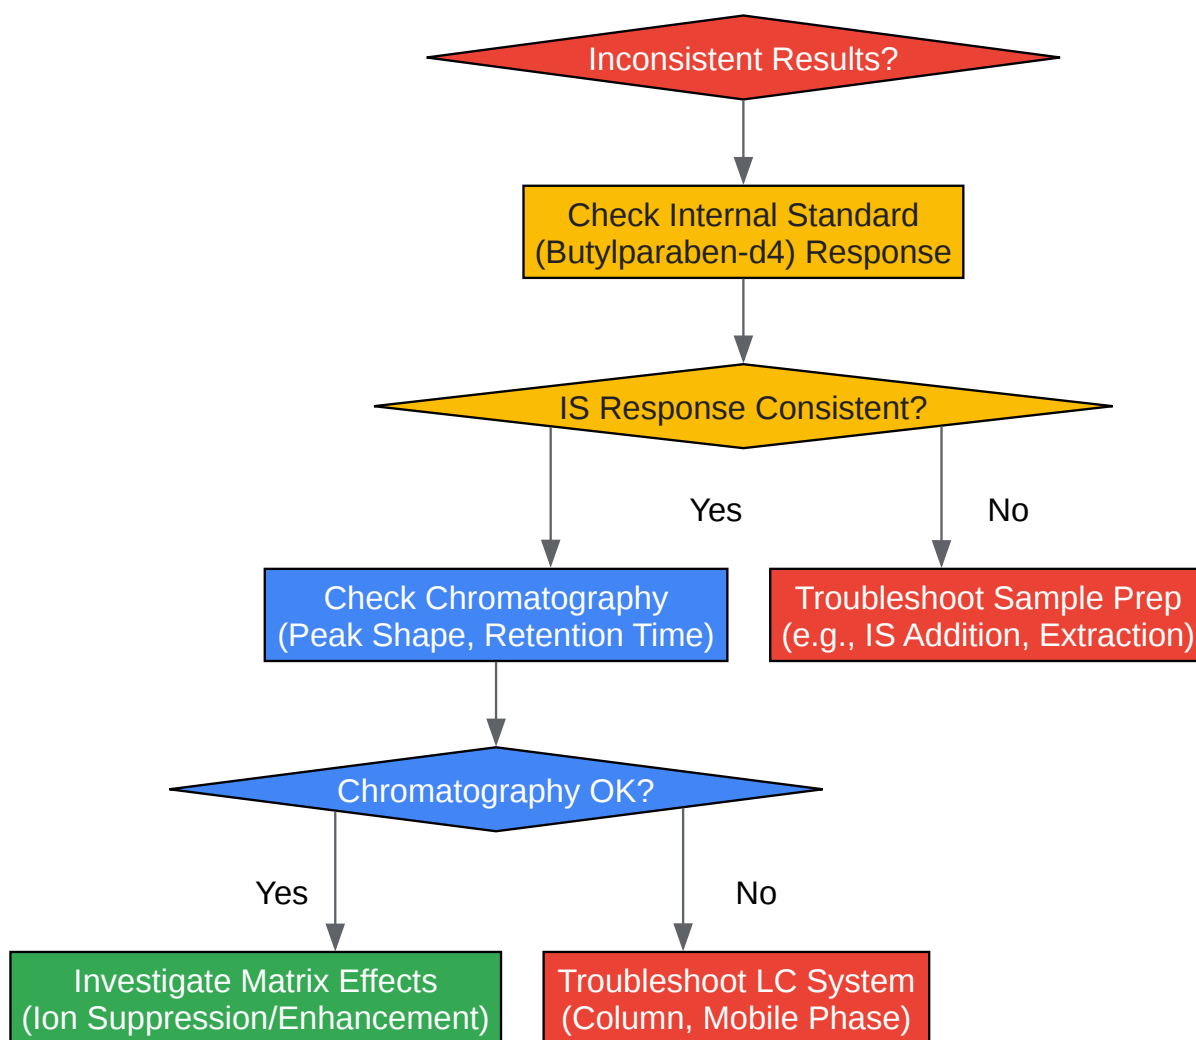 Inconsistent Results?
Check Internal Standard
(Butylparaben-d4) Response
IS Response Consistent?
Yes
No
Check Chromatography
(Peak Shape, Retention Time)
Troubleshoot Sample Prep
(e.g., IS Addition, Extraction)
Chromatography OK?
Yes
No
Investigate Matrix Effects
(Ion Suppression/Enhancement)
Troubleshoot LC System
(Column, Mobile Phase)